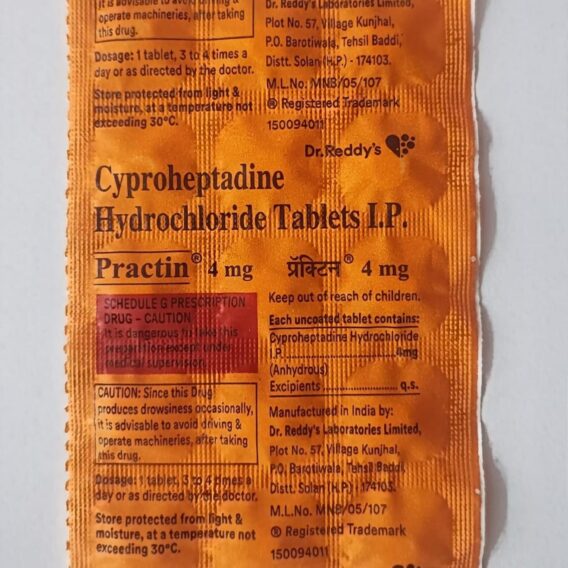 It is advisable to avoid driving &
operate machineries, after taking
this drug.
Dosage: 1 tablet, 3 to 4 times a
day or as directed by the doctor.
Store protected from light &
moisture, at a temperature not
exceeding 30°C.
Dr. Reddy's Laboratories Limited,
Plot No. 57, Village Kunjhal,
P.O. Barotiwala, Tehsil Baddi,
Distt. Solan (H.P.) - 174103.
M.L.No. MNB/05/107
® Registered Trademark
150094011
Dr.Reddy's
Cyproheptadine
Hydrochloride Tablets I.P.
Practin® 4 mg
प्रॅक्टिन® 4 mg
SCHEDULE G PRESCRIPTION
DRUG – CAUTION
It is dangerous to take this
preparation except under
medical supervision.
Keep out of reach of children.
Each uncoated tablet contains:
Cyproheptadine Hydrochloride
I.P. ........ 4mg
(Anhydrous)
Excipients ........ q.s.
CAUTION: Since this Drug
produces drowsiness occasionally,
it is advisable to avoid driving &
operate machineries, after taking
this drug.
Dosage: 1 tablet, 3 to 4 times a
day or as directed by the doctor.
Store protected from light &
moisture, at a temperature not
exceeding 30°C.
Manufactured in India by:
Dr. Reddy's Laboratories Limited,
Plot No. 57, Village Kunjhal,
P.O. Barotiwala, Tehsil Baddi,
Distt. Solan (H.P.) - 174103.
M.L.No. MNB/05/107
® Registered Trademark
150094011